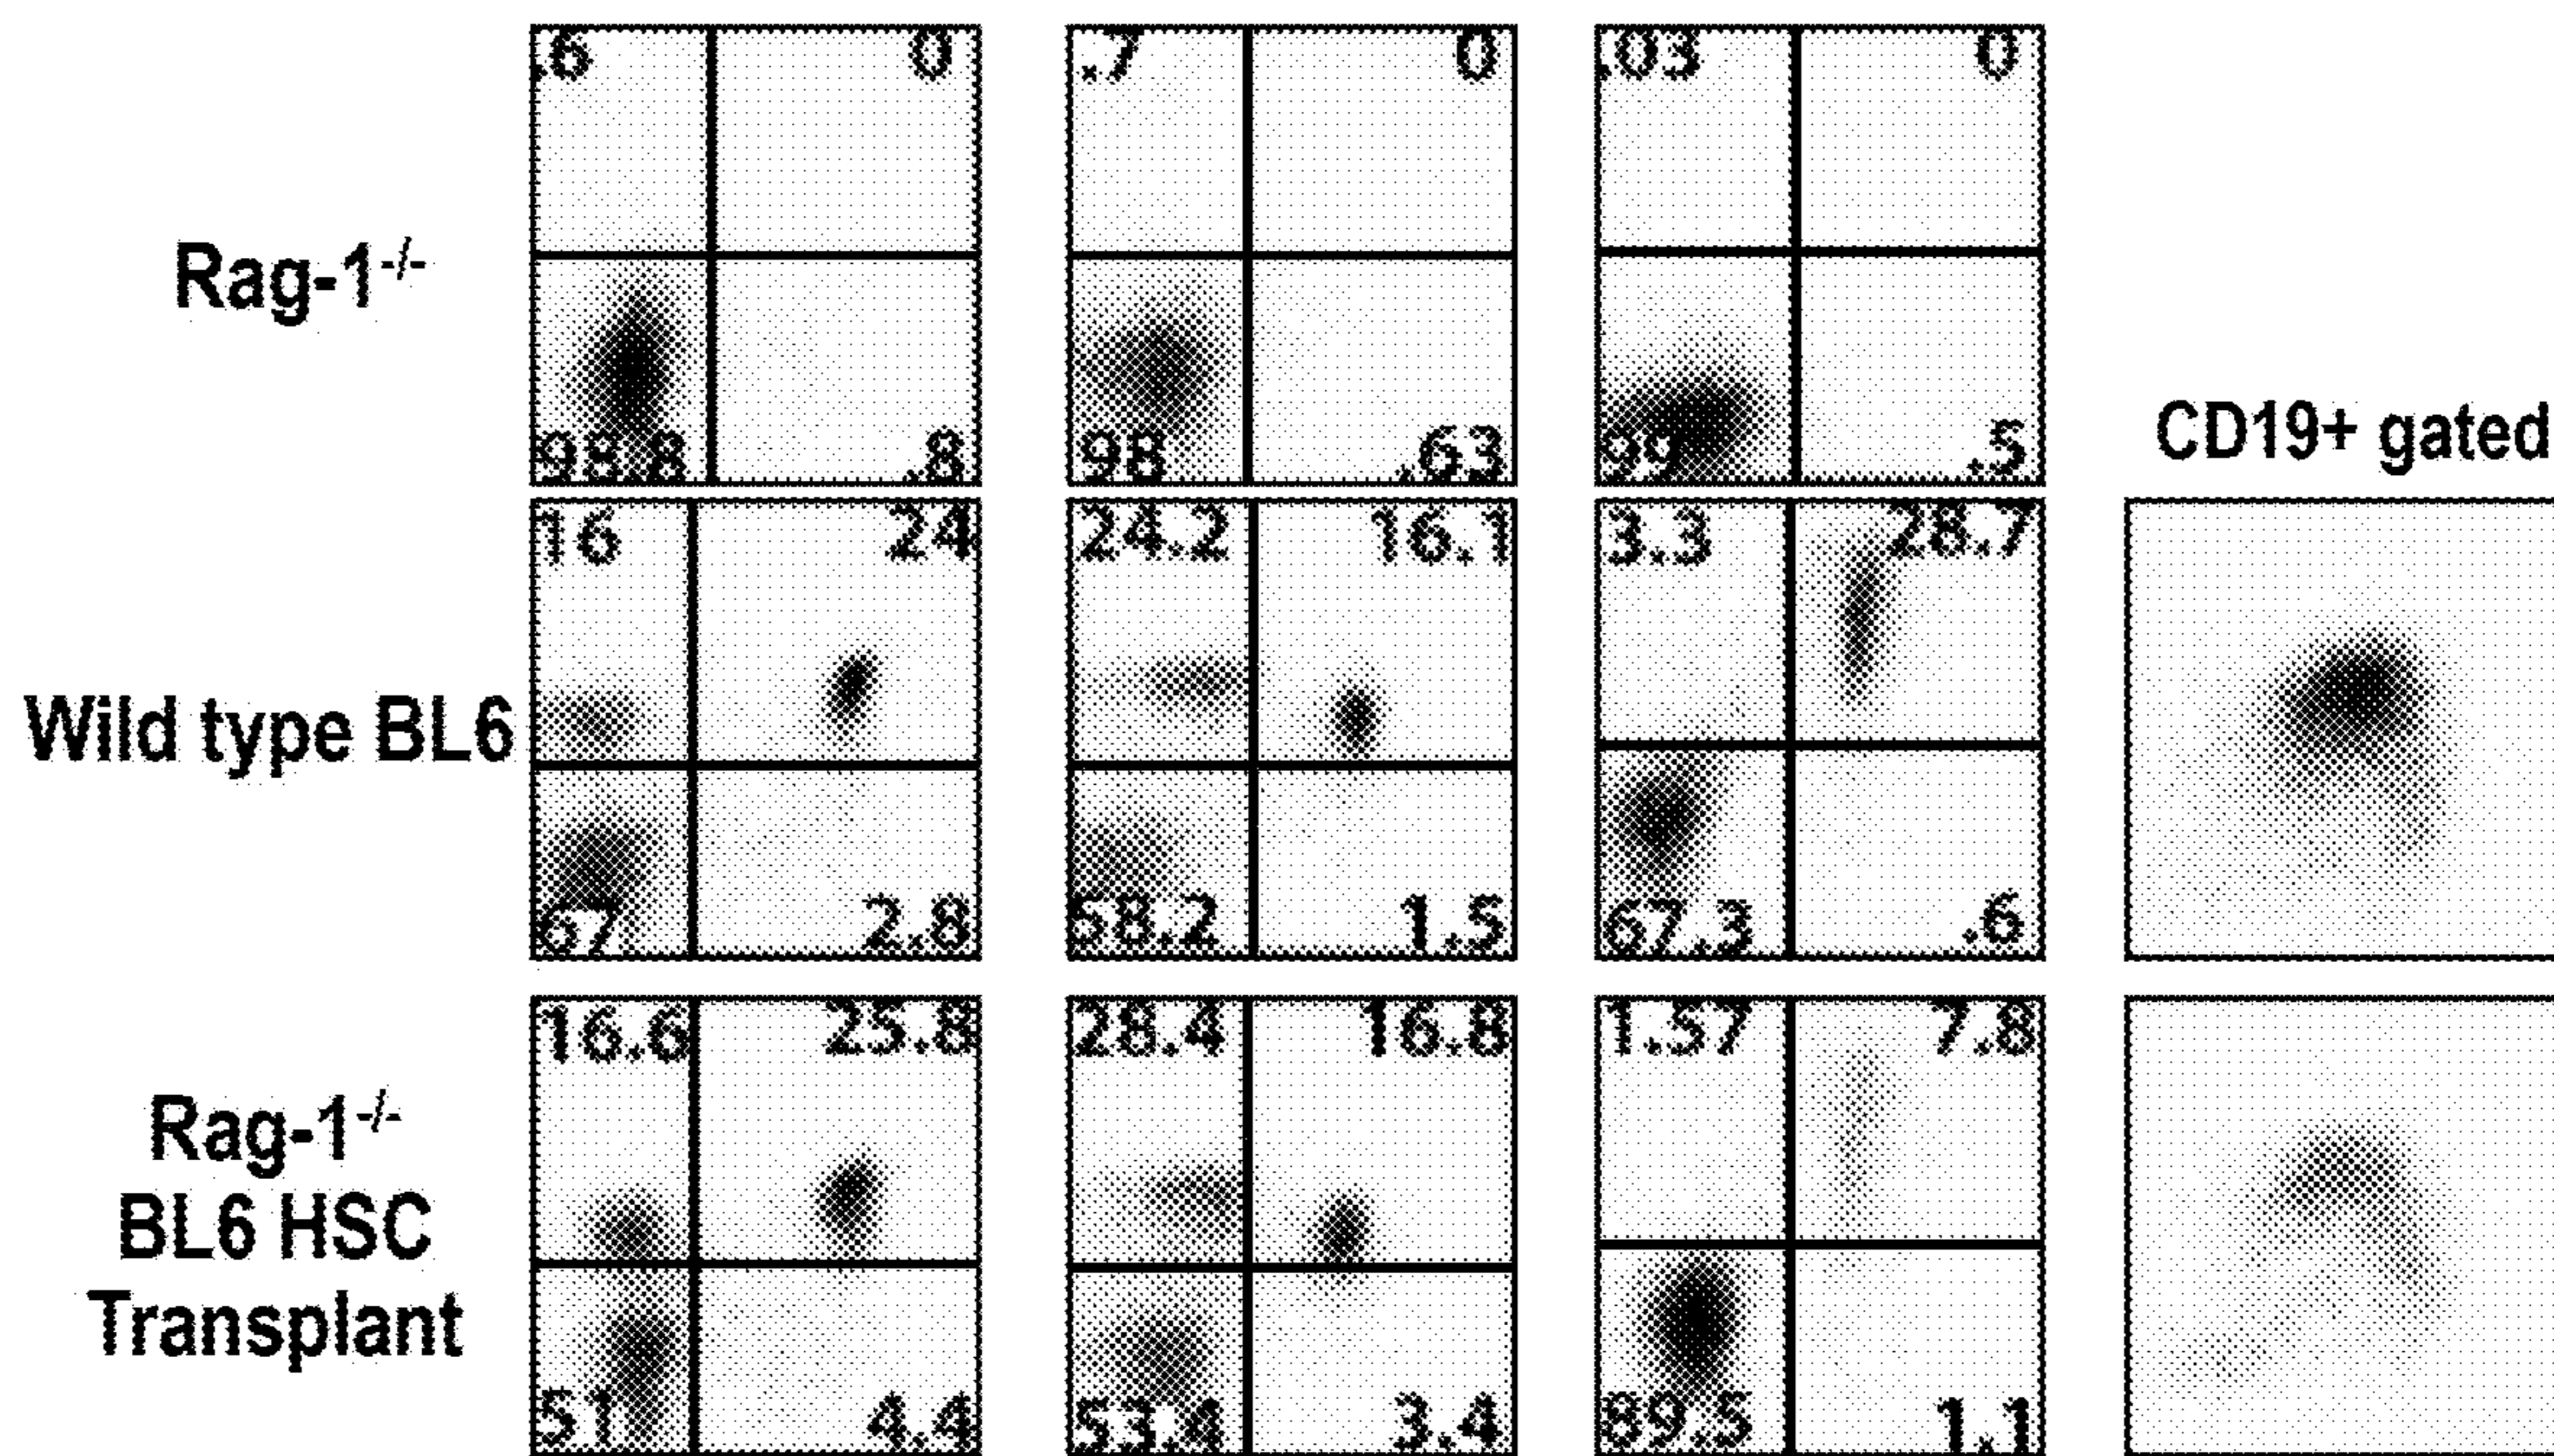 .6 0 .7 0 .03 0
Rag-1-/-
98.8 .8 98 .63 99 .5
CD19+ gated
16 24 24.2 16.1 3.3 28.7
Wild type BL6
67 2.8 58.2 1.5 67.3 .6
16.6 25.8 28.4 16.8 1.57 7.8
Rag-1-/-
BL6 HSC
Transplant
51 4.4 53.4 3.4 89.5 1.1